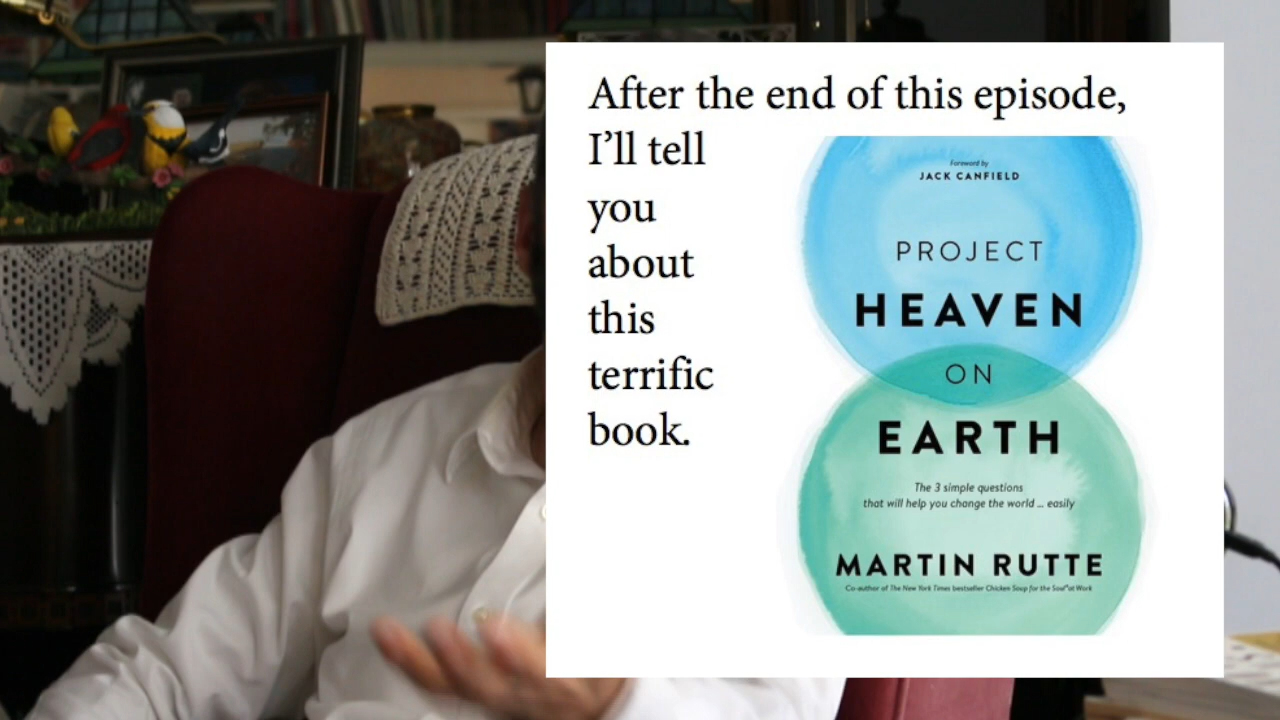 After the end of this episode,
I'll tell
you
about
this
terrific
book.
Foreword by
JACK CANFIELD
PROJECT
HEAVEN
ON
EARTH
The 3 simple questions
that will help you change the world ... easily
MARTIN RUTTE
Co-author of The New York Times bestseller Chicken Soup for the Soul® at Work